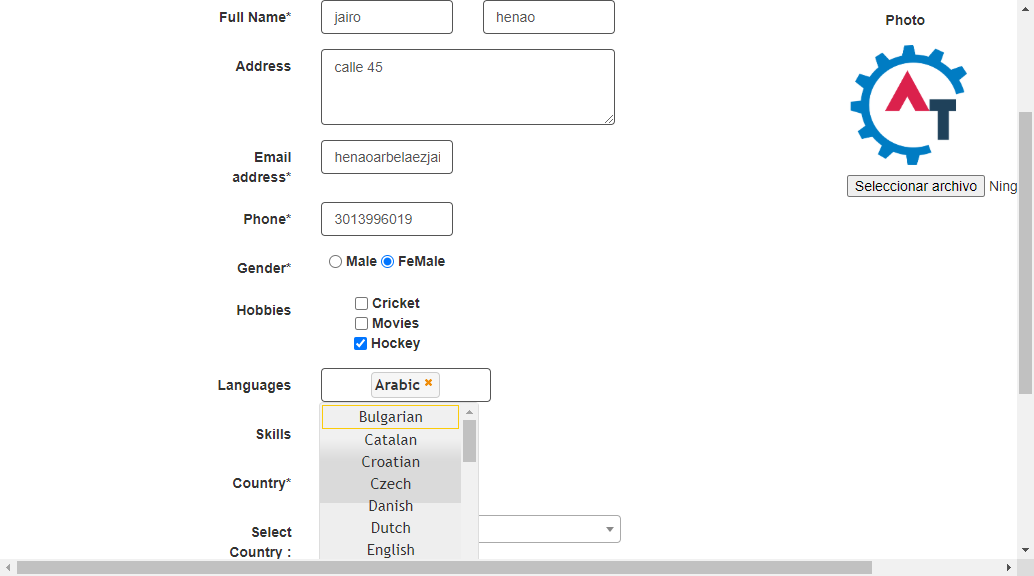 Full Name* jairo henao
Photo
Address calle 45
AT
Email address* henaoarbelaezjai
Seleccionar archivo Ning
Phone* 3013996019
Gender* Male FeMale
Hobbies Cricket
Movies
Hockey
Languages Arabic
Bulgarian
Skills
Catalan
Croatian
Country* Czech
Danish
Select Country :
Dutch
English